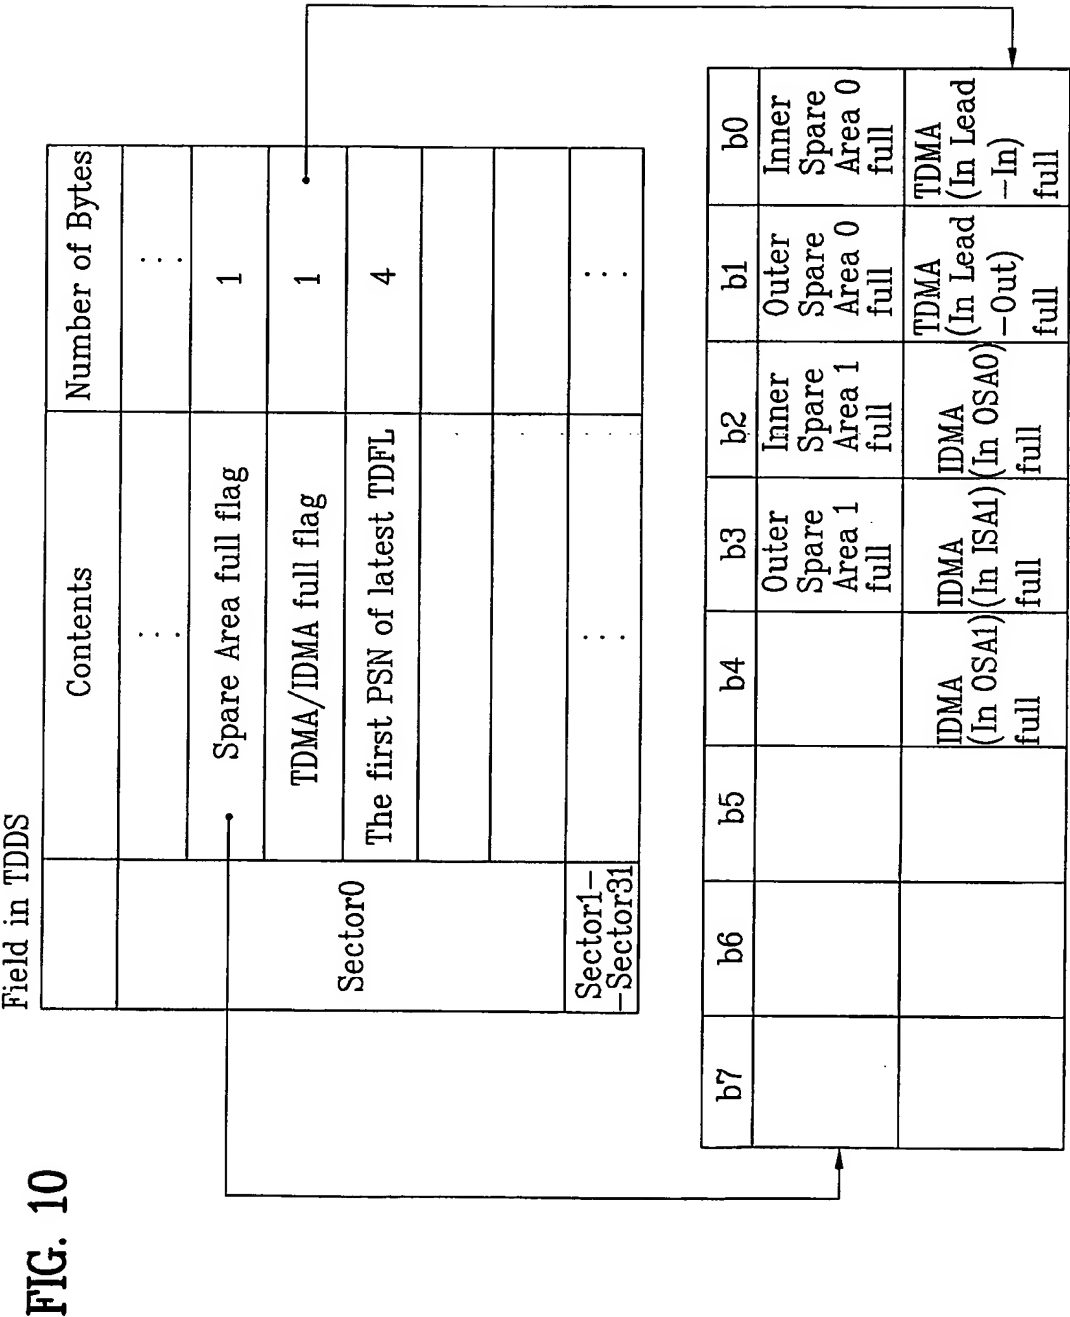 FIG. 10
Field in TDDS
Contents
Number of Bytes
Sector0
⋮
⋮
Spare Area full flag
1
TDMA/IDMA full flag
1
The first PSN of latest TDFL
4
Sector1-
-Sector31
⋮
⋮
b7
b6
b5
b4
b3
b2
b1
b0
Outer
Spare
Area 1
full
Inner
Spare
Area 1
full
Outer
Spare
Area 0
full
Inner
Spare
Area 0
full
IDMA
(In OSA1)
full
IDMA
(In ISA1)
full
IDMA
(In OSA0)
full
TDMA
(In Lead
-Out)
full
TDMA
(In Lead
-In)
full